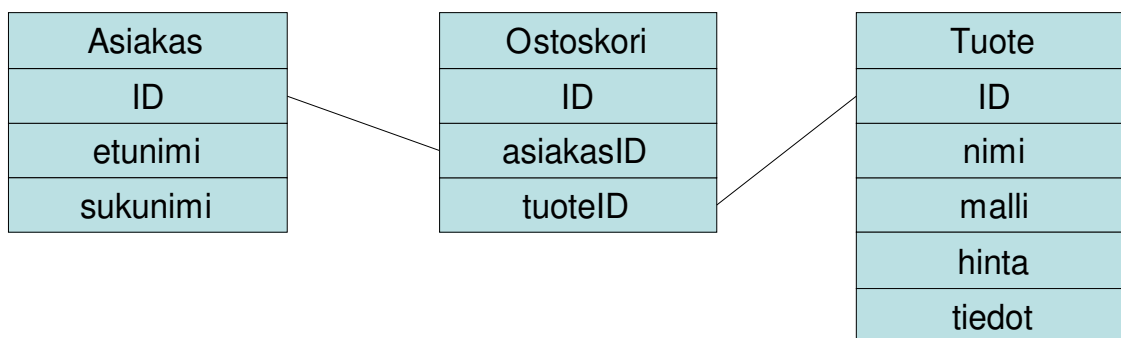 Asiakas
ID
etunimi
sukunimi
Ostoskori
ID
asiakasID
tuoteID
Tuote
ID
nimi
malli
hinta
tiedot